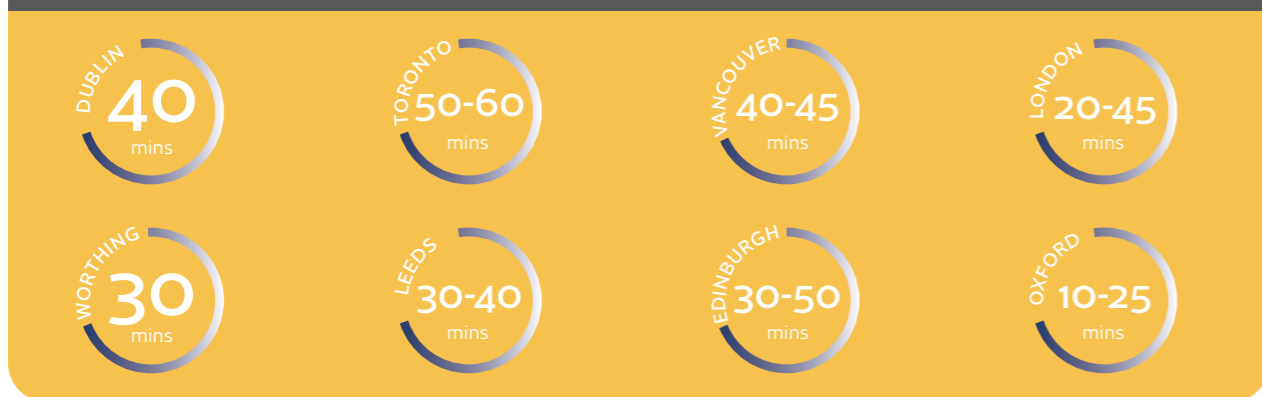 DUBLIN
40
mins
TORONTO
50-60
mins
VANCOUVER
40-45
mins
LONDON
20-45
mins
WORTHING
30
mins
LEEDS
30-40
mins
EDINBURGH
30-50
mins
OXFORD
10-25
mins